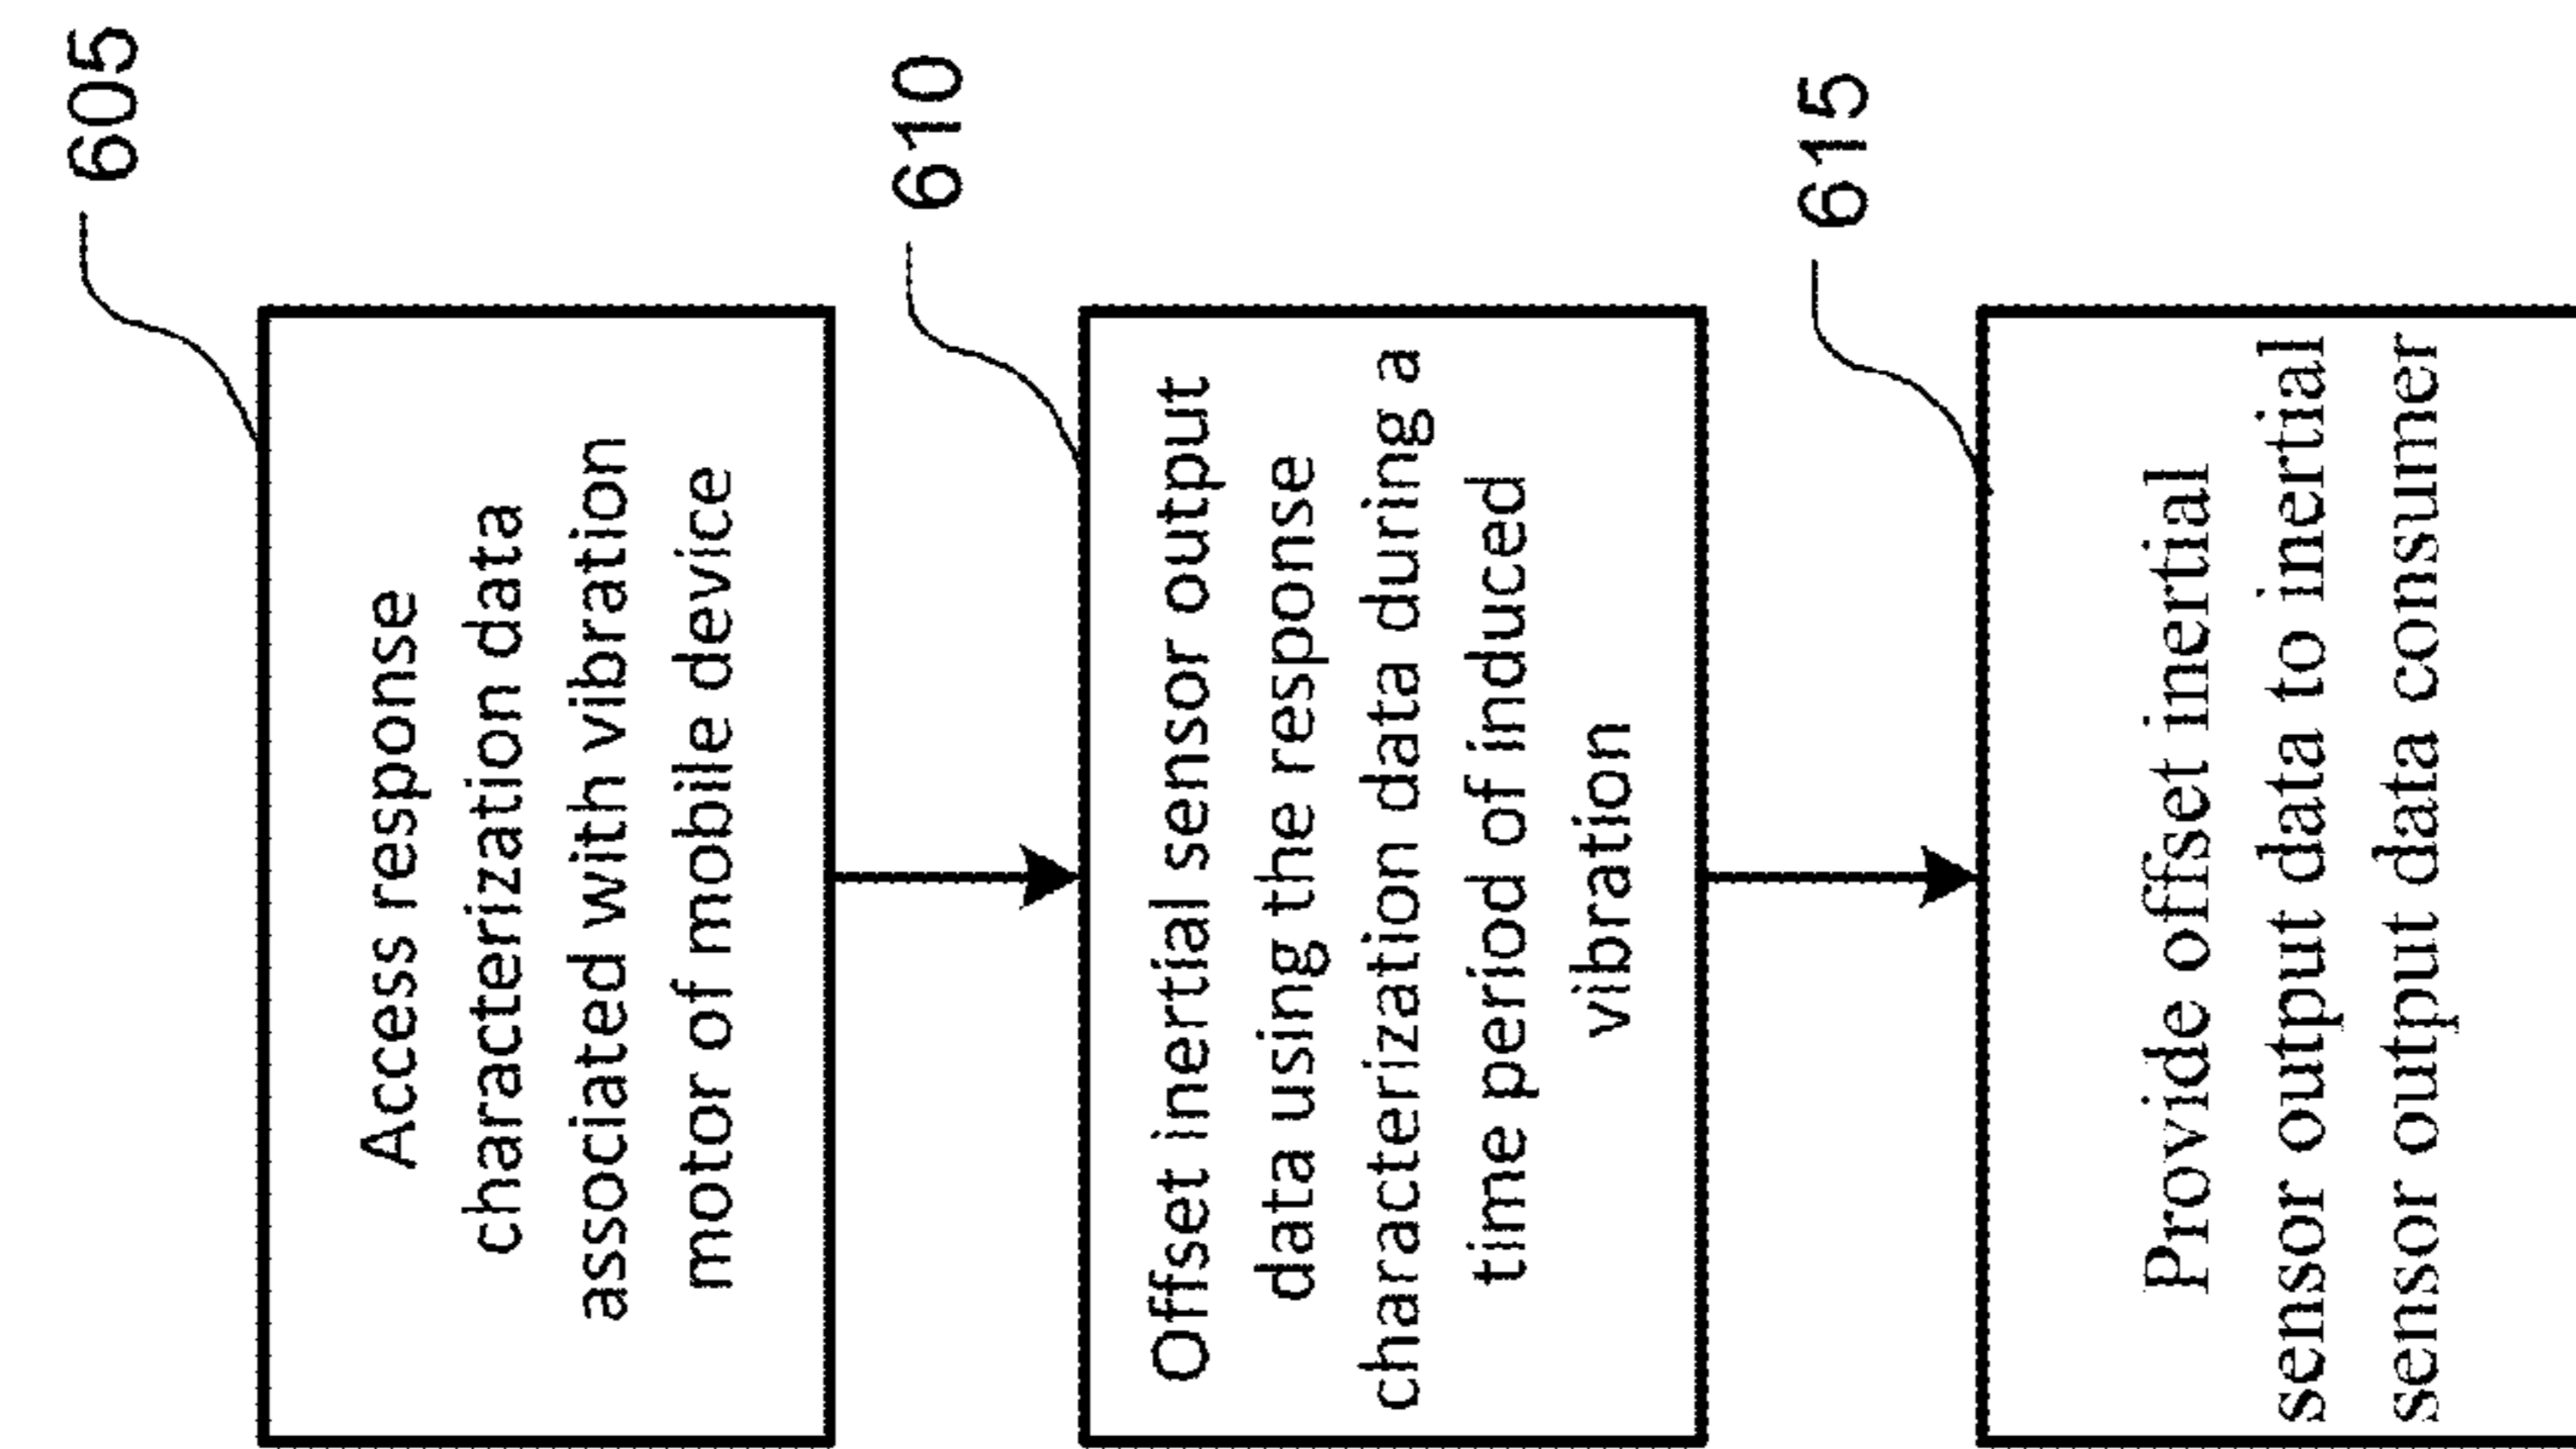 605
Access response
characterization data
associated with vibration
motor of mobile device
610
Offset inertial sensor output
data using the response
characterization data during a
time period of induced
vibration
615
Provide offset inertial
sensor output data to inertial
sensor output data consumer